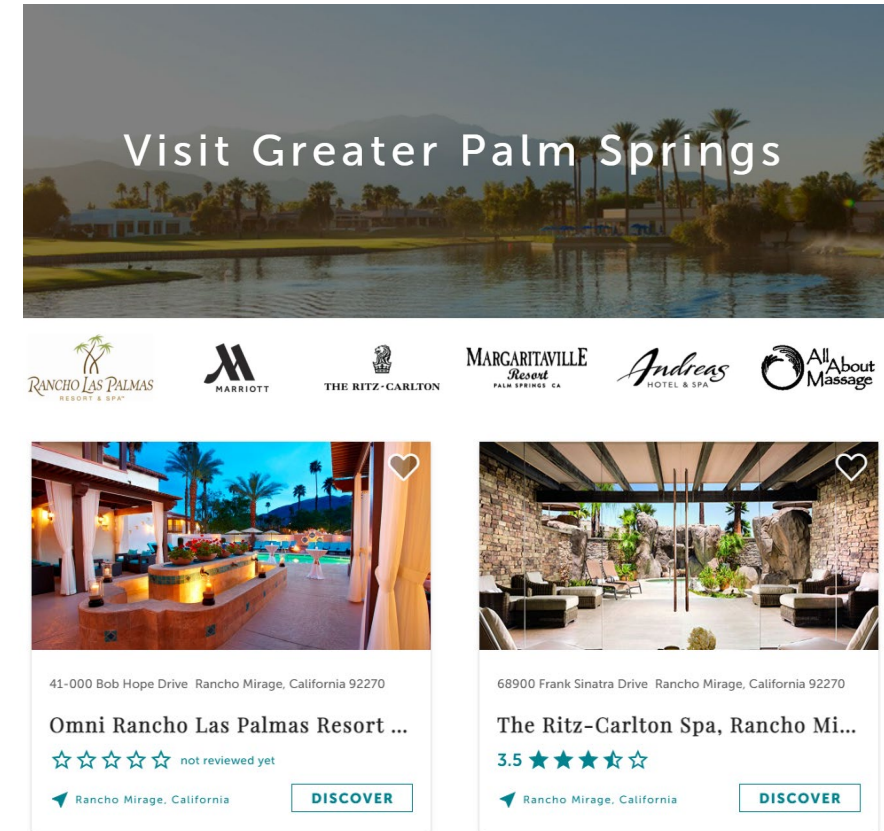 Visit Greater Palm Springs
RANCHO LAS PALMAS
RESORT & SPA
MARRIOTT
THE RITZ-CARLTON
MARGARITAVILLE
Resort
PALM SPRINGS CA
Andreas
HOTEL & SPA
All
About
Massage
41-000 Bob Hope Drive Rancho Mirage, California 92270
Omni Rancho Las Palmas Resort ...
not reviewed yet
Rancho Mirage, California
DISCOVER
68900 Frank Sinatra Drive Rancho Mirage, California 92270
The Ritz-Carlton Spa, Rancho Mi...
3.5
Rancho Mirage, California
DISCOVER